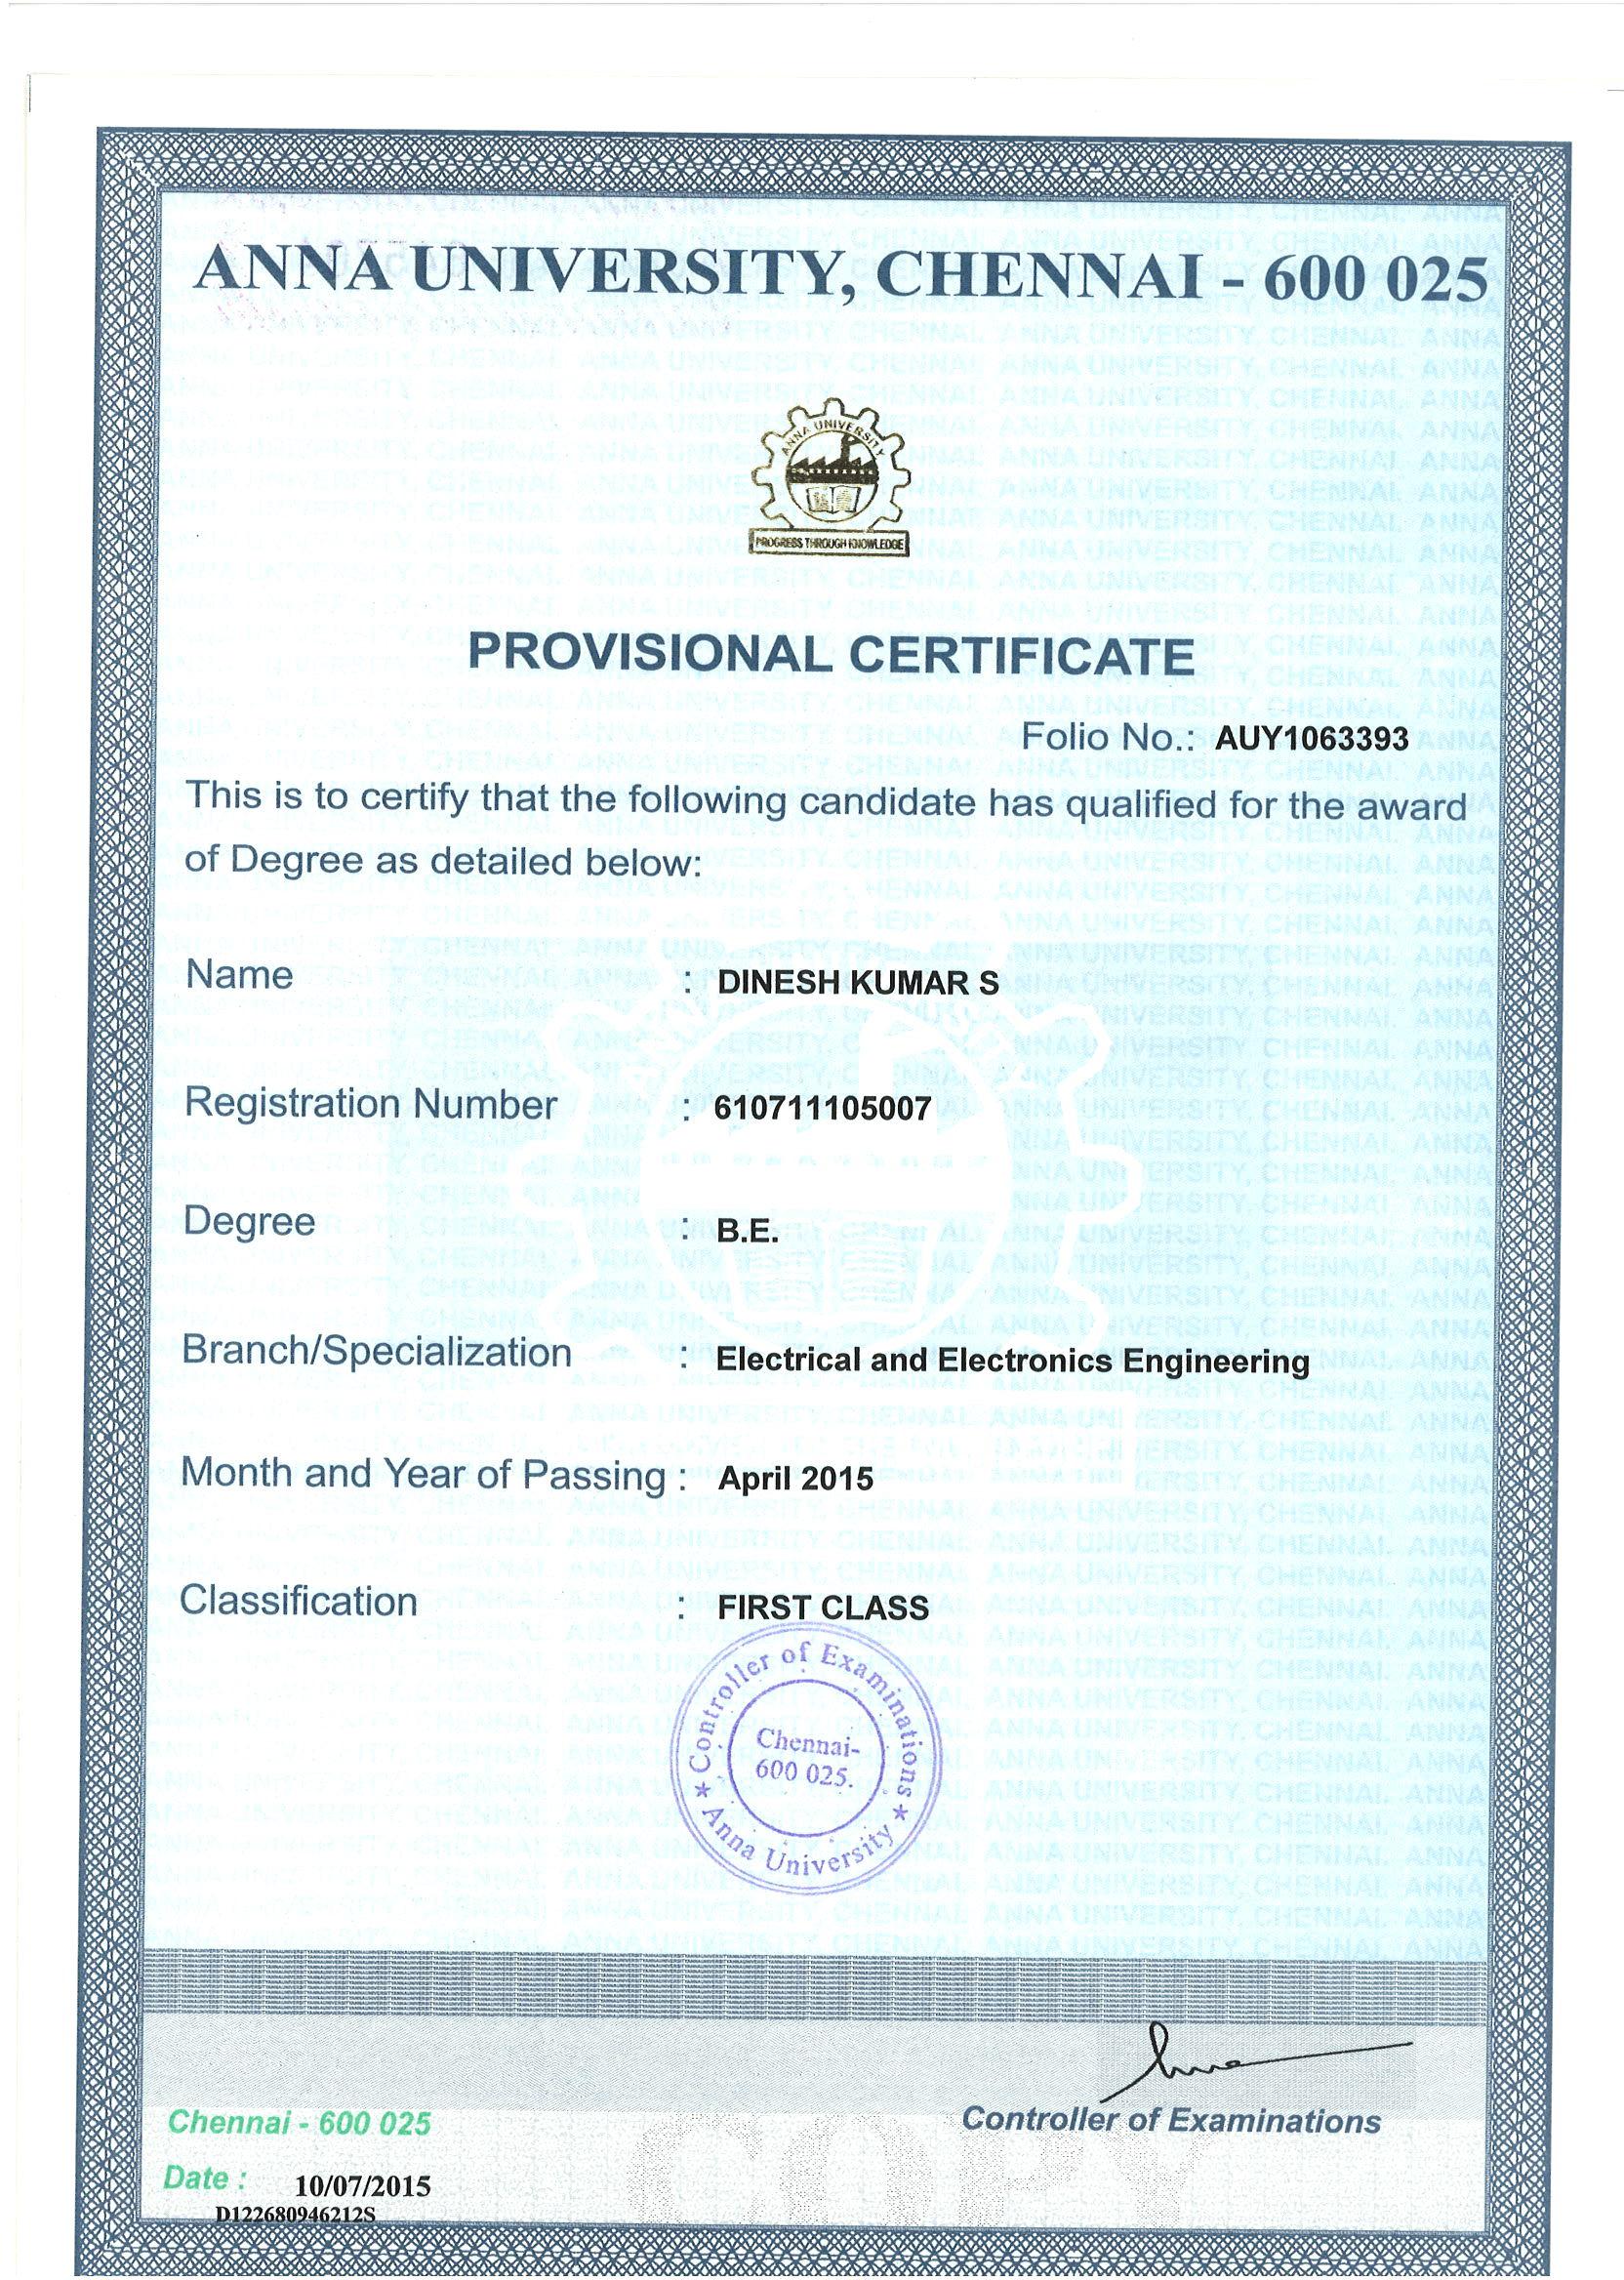 ANNA UNIVERSITY, CHENNAI - 600 025
ANNA UNIVERSITY
PROGRESS THROUGH KNOWLEDGE
PROVISIONAL CERTIFICATE
Folio No.: AUY1063393
This is to certify that the following candidate has qualified for the award
of Degree as detailed below:
Name : DINESH KUMAR S
Registration Number : 610711105007
Degree : B.E.
Branch/Specialization : Electrical and Electronics Engineering
Month and Year of Passing : April 2015
Classification : FIRST CLASS
Controller of Examinations
Chennai-
600 025.
★ Anna University ★
Controller of Examinations
Chennai - 600 025
Date : 10/07/2015
D122680946212S
COPY